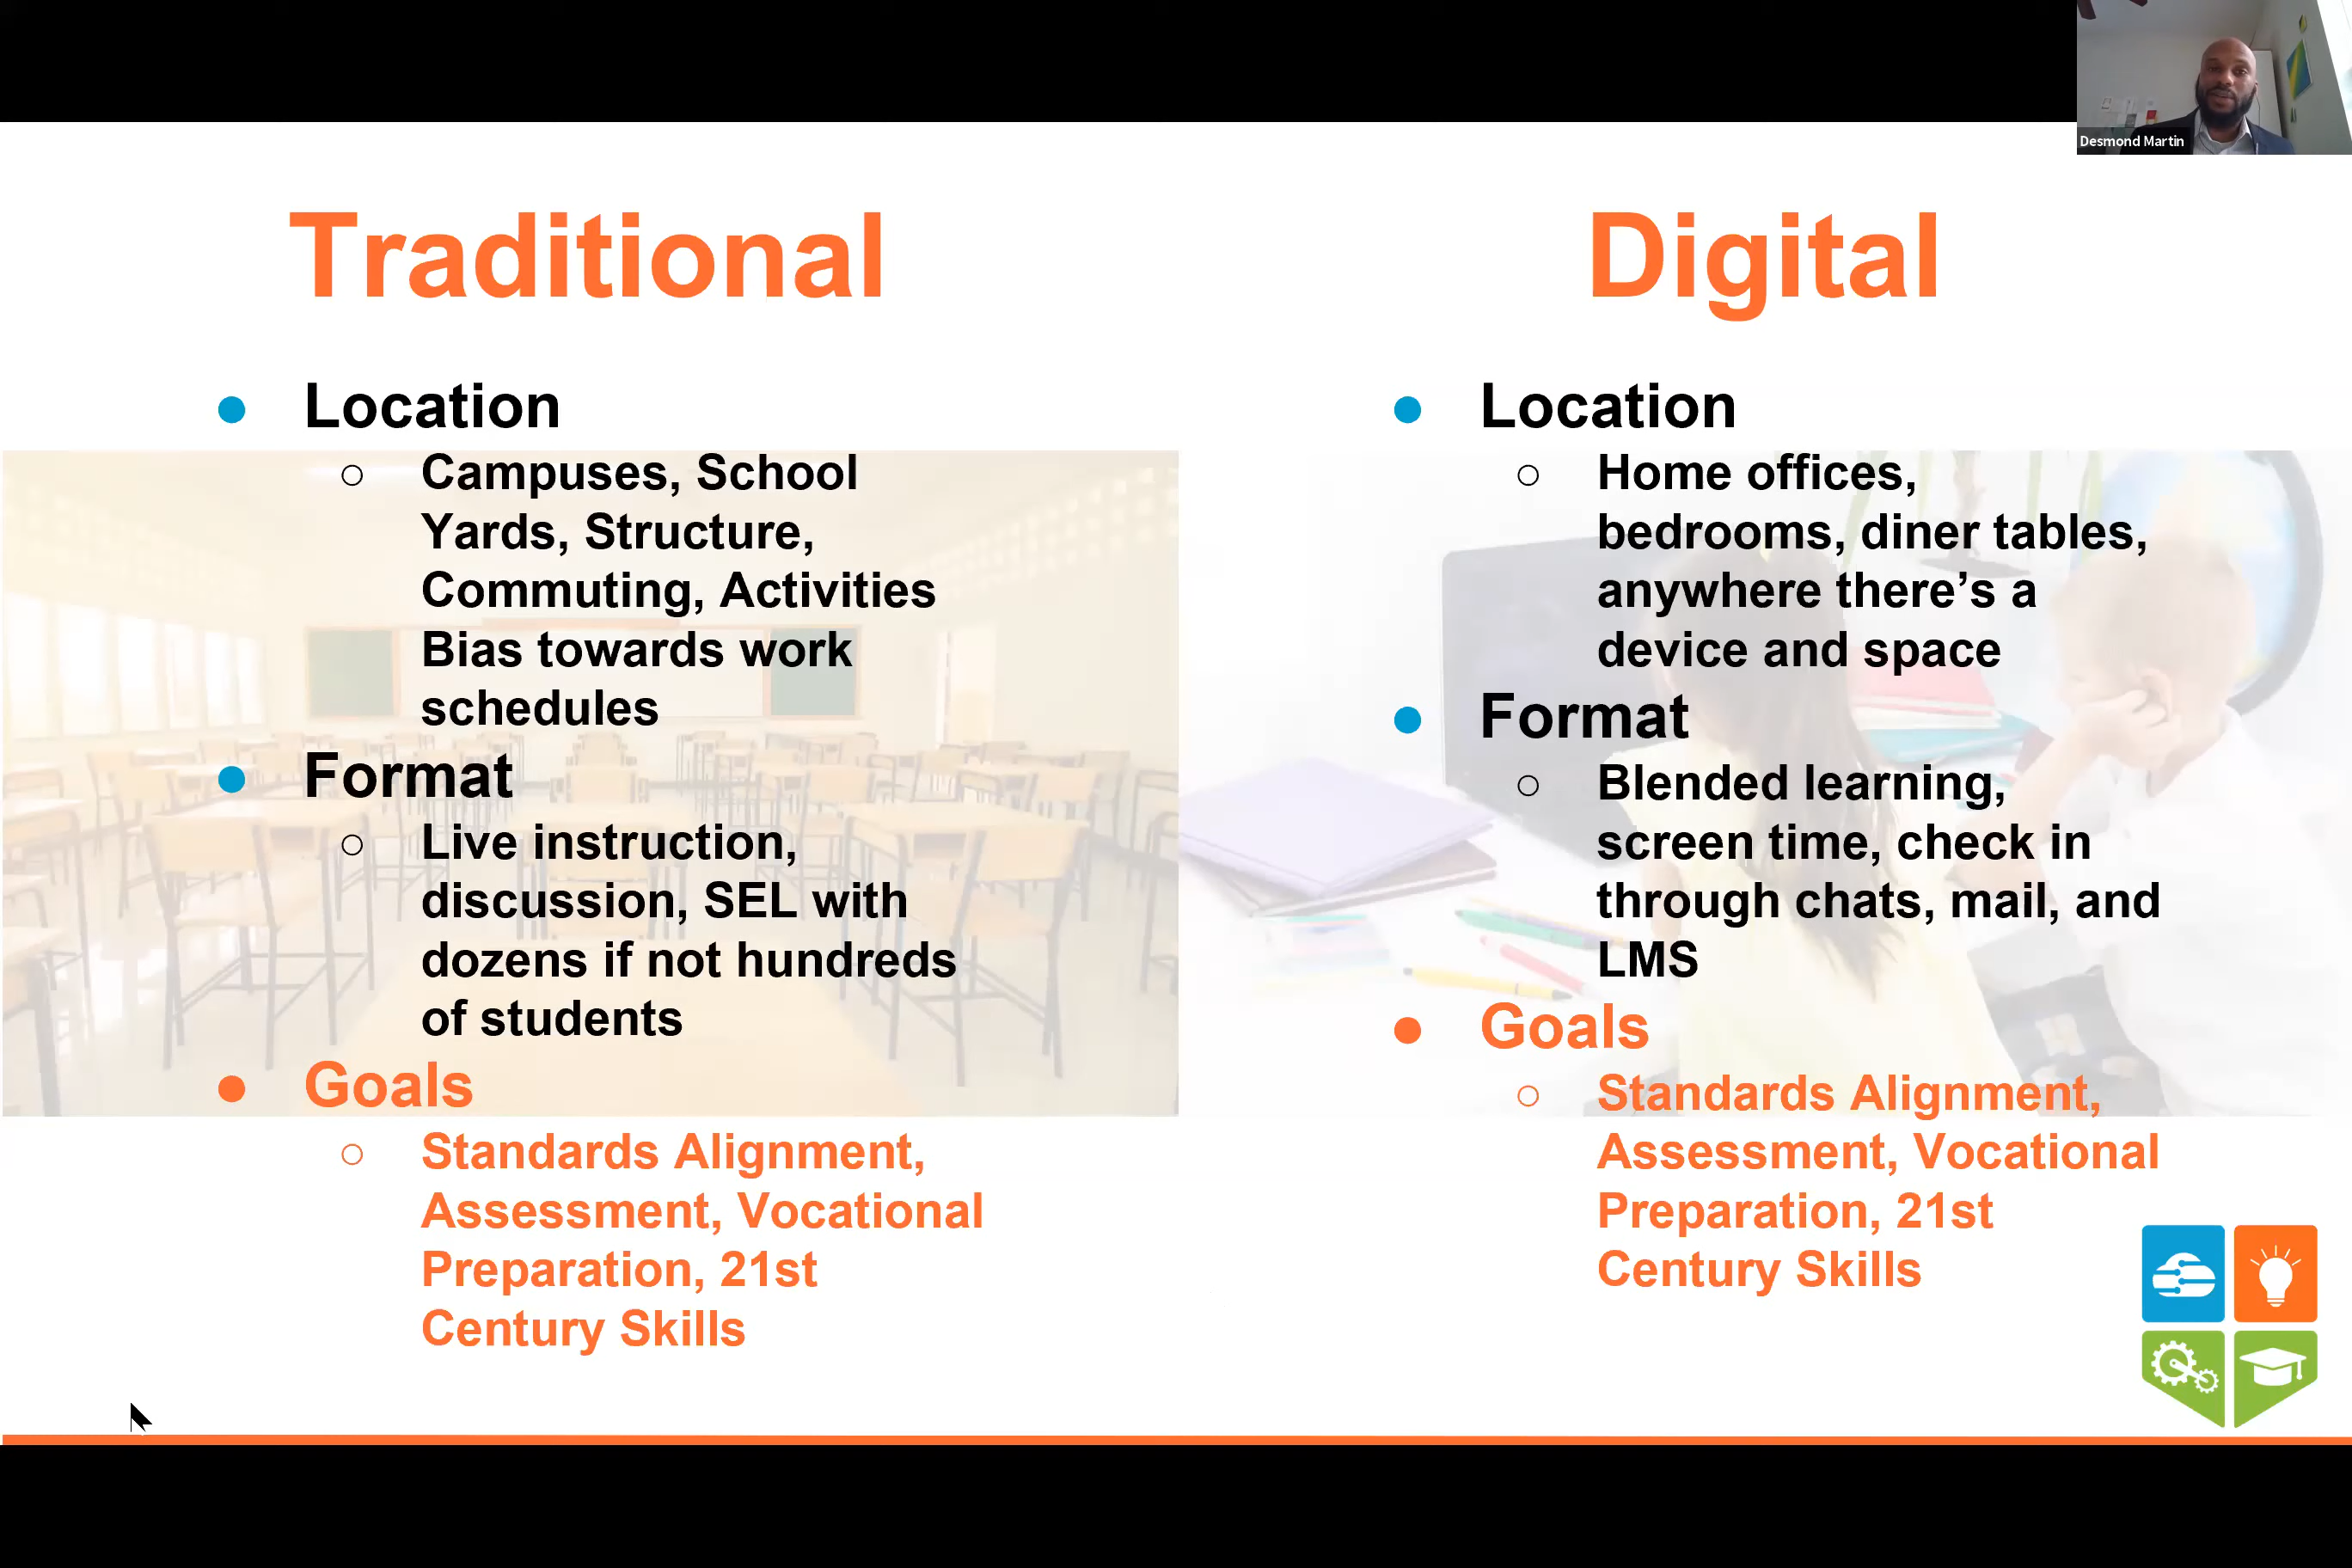 Desmond Martin
Traditional
Location
Campuses, School
Yards, Structure,
Commuting, Activities
Bias towards work
schedules
Format
Live instruction,
discussion, SEL with
dozens if not hundreds
of students
Goals
Standards Alignment,
Assessment, Vocational
Preparation, 21st
Century Skills
Digital
Location
Home offices,
bedrooms, diner tables,
anywhere there’s a
device and space
Format
Blended learning,
screen time, check in
through chats, mail, and
LMS
Goals
Standards Alignment,
Assessment, Vocational
Preparation, 21st
Century Skills